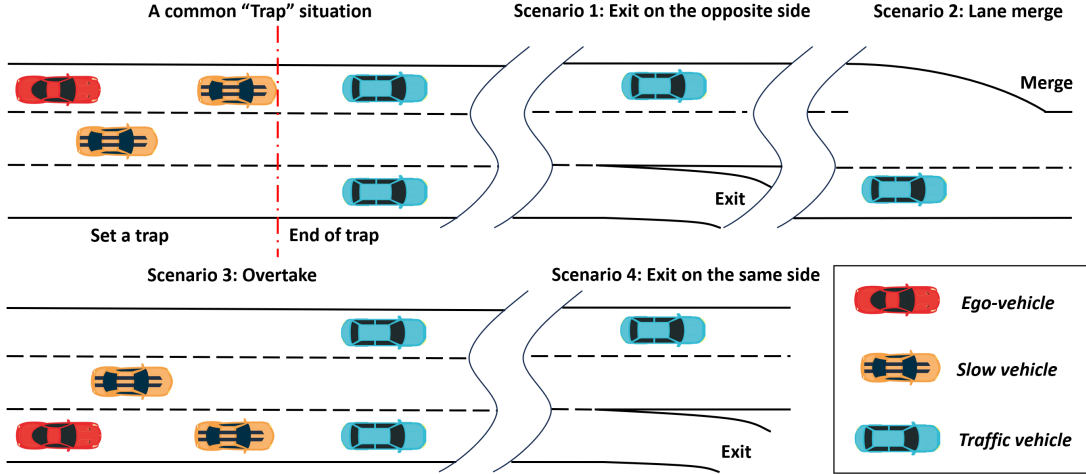 A common “Trap” situation
Scenario 1: Exit on the opposite side
Scenario 2: Lane merge
Merge
Exit
Set a trap
End of trap
Scenario 3: Overtake
Scenario 4: Exit on the same side
Exit
Ego-vehicle
Slow vehicle
Traffic vehicle